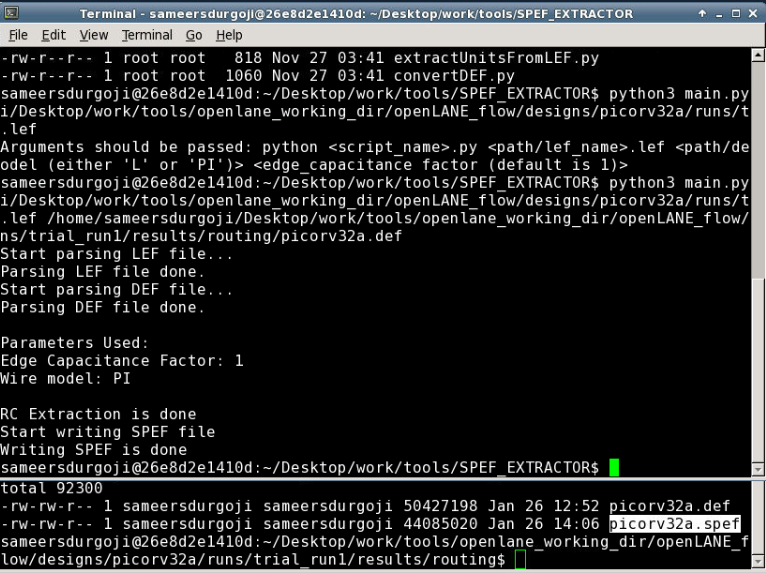 Terminal - sameersdurgoji@26e8d2e1410d: ~/Desktop/work/tools/SPEF_EXTRACTOR
File Edit View Terminal Go Help
-rw-r--r-- 1 root root   818 Nov 27 03:41 extractUnitsFromLEF.py
-rw-r--r-- 1 root root  1060 Nov 27 03:41 convertDEF.py
sameersdurgoji@26e8d2e1410d:~/Desktop/work/tools/SPEF_EXTRACTOR$ python3 main.py
i/Desktop/work/tools/openlane_working_dir/openLANE_flow/designs/picorv32a/runs/t
.lef
Arguments should be passed: python <script_name>.py <path/lef_name>.lef <path/de
odel (either 'L' or 'PI')> <edge_capacitance factor (default is 1)>
sameersdurgoji@26e8d2e1410d:~/Desktop/work/tools/SPEF_EXTRACTOR$ python3 main.py
i/Desktop/work/tools/openlane_working_dir/openLANE_flow/designs/picorv32a/runs/t
.lef /home/sameersdurgoji/Desktop/work/tools/openlane_working_dir/openLANE_flow/
ns/trial_run1/results/routing/picorv32a.def
Start parsing LEF file...
Parsing LEF file done.
Start parsing DEF file...
Parsing DEF file done.
Parameters Used:
Edge Capacitance Factor: 1
Wire model: PI
RC Extraction is done
Start writing SPEF file
Writing SPEF is done
sameersdurgoji@26e8d2e1410d:~/Desktop/work/tools/SPEF_EXTRACTOR$
total 92300
-rw-r--r-- 1 sameersdurgoji sameersdurgoji 50427198 Jan 26 12:52 picorv32a.def
-rw-rw-r-- 1 sameersdurgoji sameersdurgoji 44085020 Jan 26 14:06 picorv32a.spef
sameersdurgoji@26e8d2e1410d:~/Desktop/work/tools/openlane_working_dir/openLANE_f
low/designs/picorv32a/runs/trial_run1/results/routing$